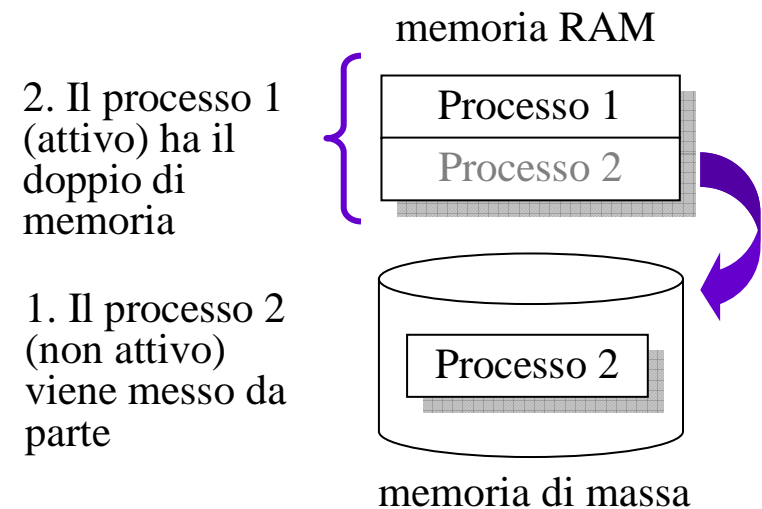 memoria RAM
2. Il processo 1
(attivo) ha il
doppio di
memoria
Processo 1
Processo 2
1. Il processo 2
(non attivo)
viene messo da
parte
Processo 2
memoria di massa